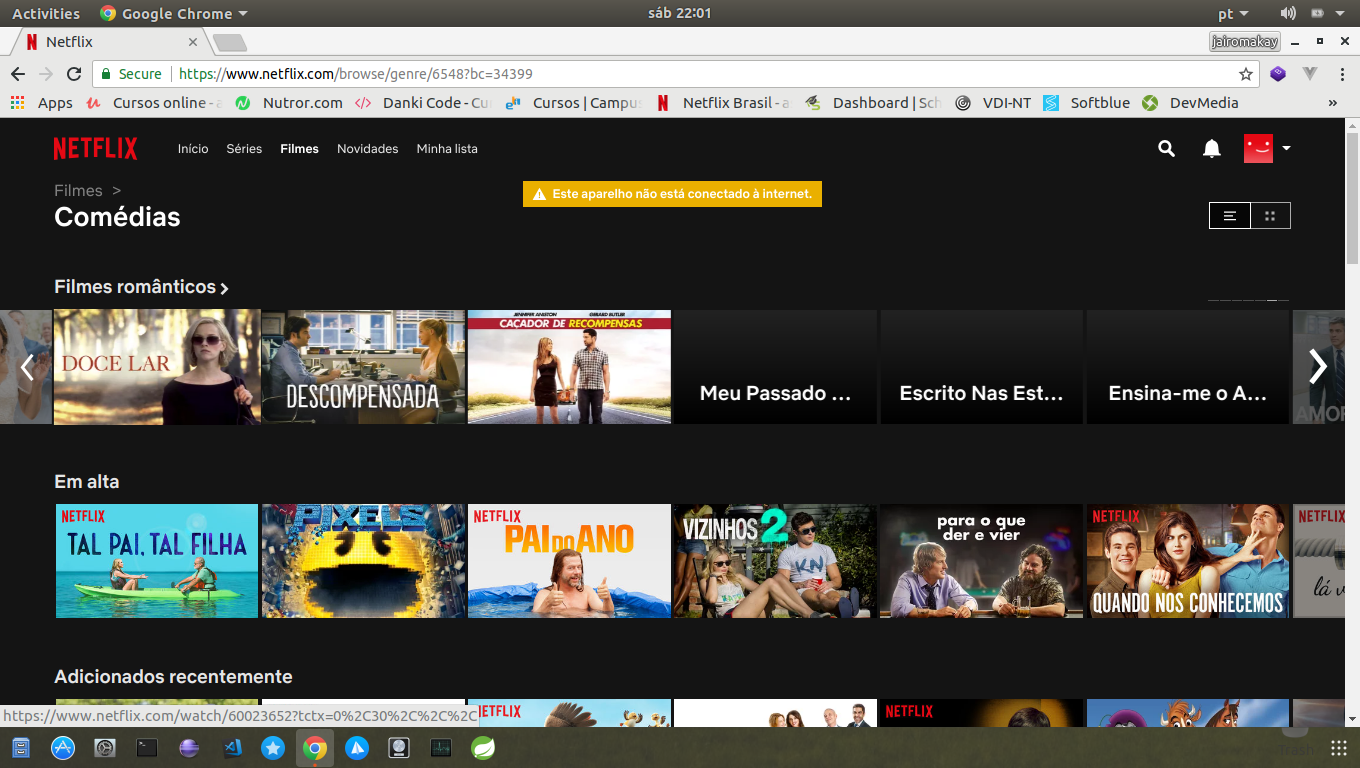 Activities
Google Chrome
sáb 22:01
pt
Netflix
jairomakay
Secure
https://www.netflix.com/browse/genre/6548?bc=34399
Apps
Cursos online - a
Nutror.com
Danki Code - Cu
Cursos | Campu
Netflix Brasil - a
Dashboard | Sch
VDI-NT
Softblue
DevMedia
»
NETFLIX
Início
Séries
Filmes
Novidades
Minha lista
Filmes >
Este aparelho não está conectado à internet.
Comédias
Filmes românticos
DOCE LAR
DESCOMPENSADA
JENNIFER ANISTON
GERARD BUTLER
CAÇADOR DE RECOMPENSAS
Meu Passado ...
Escrito Nas Est...
Ensina-me o A...
AMOR
Em alta
NETFLIX
TAL PAI, TAL FILHA
PIXELS
NETFLIX
PAI DO ANO
VIZINHOS 2
KN
para o que
der e vier
NETFLIX
QUANDO NOS CONHECEMOS
NETFLIX
lá v
Adicionados recentemente
NETFLIX
NETFLIX
https://www.netflix.com/watch/60023652?tctx=0%2C30%2C%2C%2C
Trash